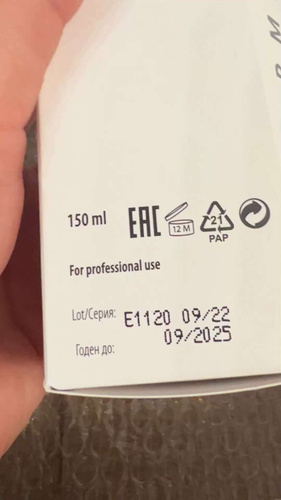 M
150 ml EAC 12 M 21
PAP
For professional use
Lot/Серия: E1120 09/22
Годен до: 09/2025